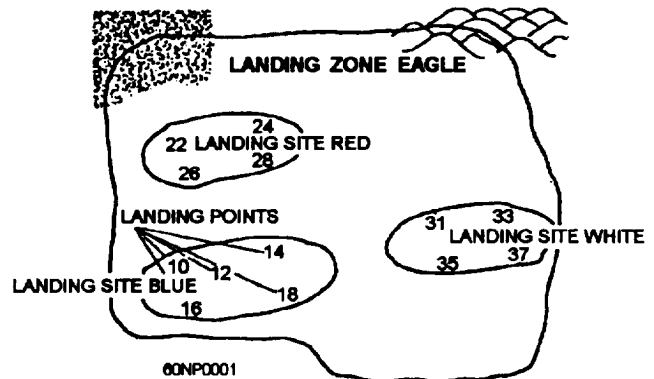 LANDING ZONE EAGLE
24
22 LANDING SITE RED
26 28
LANDING POINTS
31 33
LANDING SITE WHITE
35 37
14
10 12
LANDING SITE BLUE
16 18
60NP0001